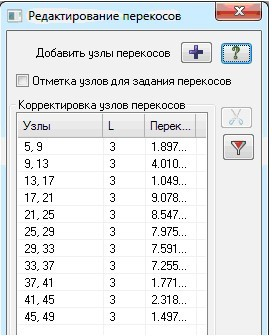 Редактирование перекосов
Добавить узлы перекосов
Отметка узлов для задания перекосов
Корректировка узлов перекосов
Узлы L Перек...
5, 9 3 1.897...
9, 13 3 4.010...
13, 17 3 1.049...
17, 21 3 9.078...
21, 25 3 8.547...
25, 29 3 7.975...
29, 33 3 7.591...
33, 37 3 7.255...
37, 41 3 1.771...
41, 45 3 2.318...
45, 49 3 1.497...